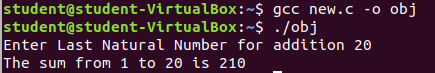 student@student-VirtualBox:~$ gcc new.c -o obj
student@student-VirtualBox:~$ ./obj
Enter Last Natural Number for addition 20
The sum from 1 to 20 is 210